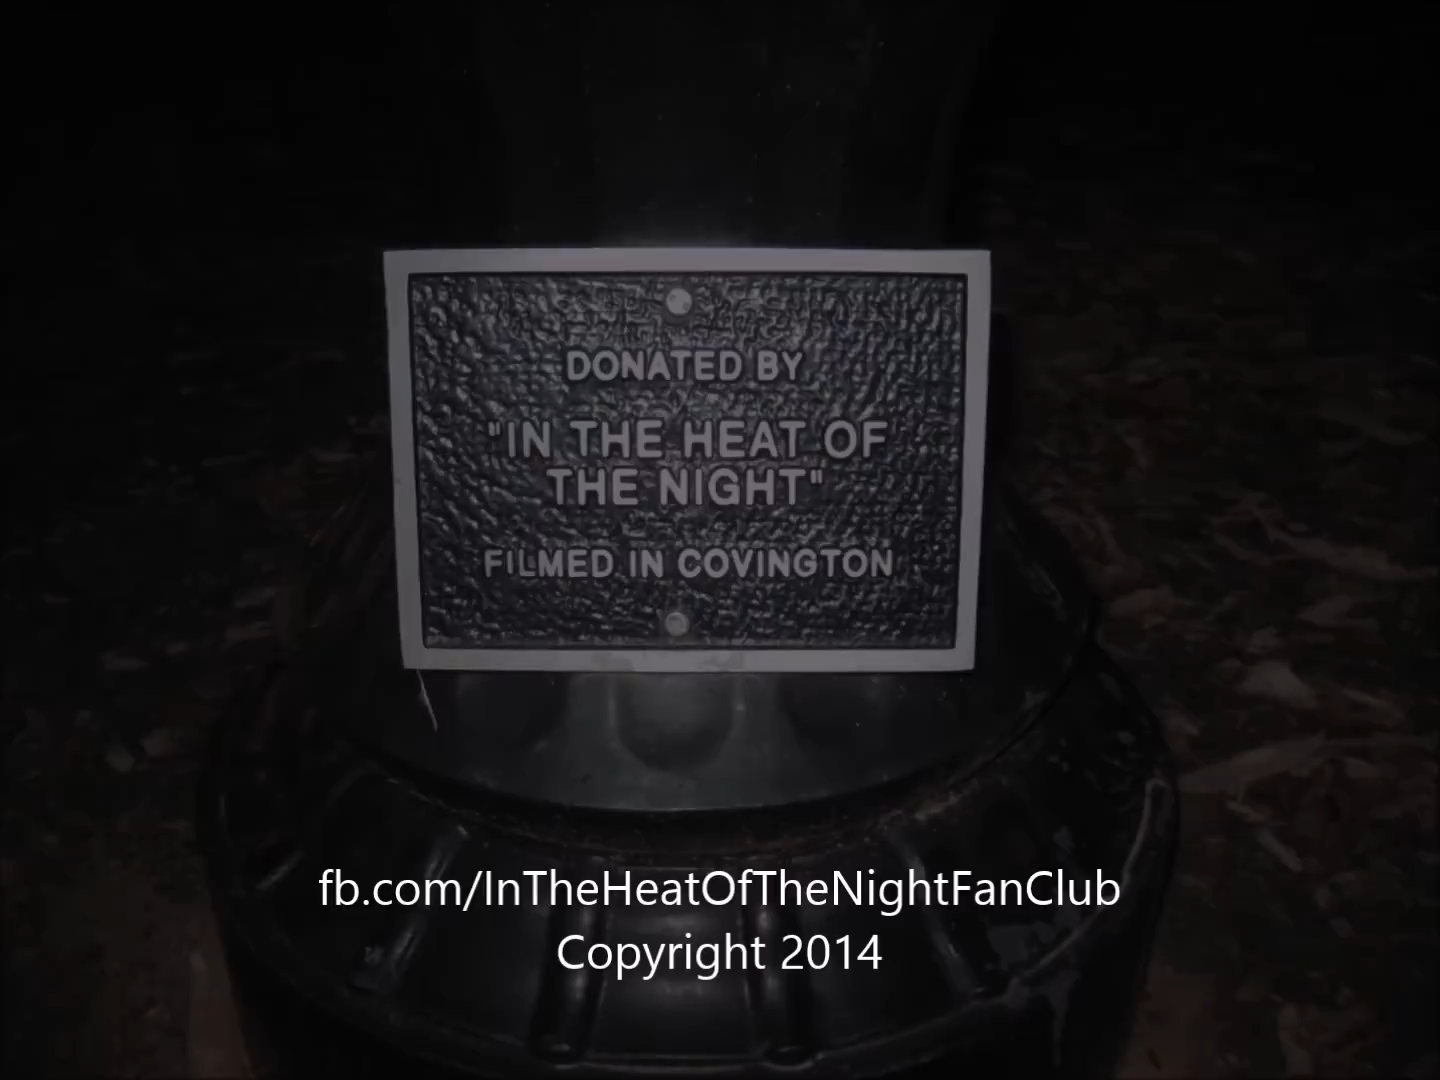 DONATED BY
"IN THE HEAT OF
THE NIGHT"
FILMED IN COVINGTON
fb.com/InTheHeatOfTheNightFanClub
Copyright 2014